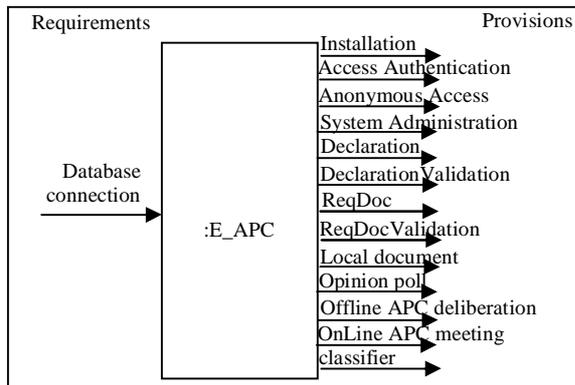 Requirements
Provisions
Installation
Access Authentication
Anonymous Access
System Administration
Declaration
DeclarationValidation
ReqDoc
ReqDocValidation
Local document
Opinion poll
Offline APC deliberation
OnLine APC meeting
classifier
Database
connection
:E_APC